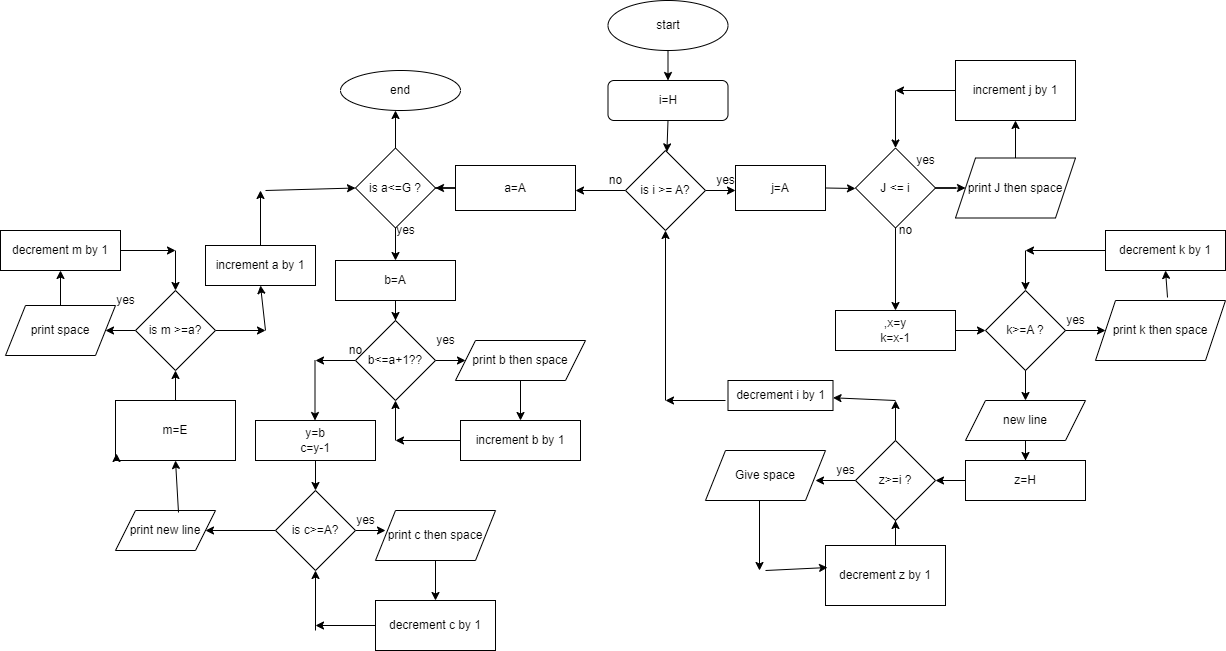 start
end
i=H
increment j by 1
is a<=G ?
no
a=A
is i >= A?
yes
j=A
J <= i
yes
print J then space
yes
no
decrement m by 1
increment a by 1
b=A
decrement k by 1
print space
yes
is m >=a?
,x=y
k=x-1
k>=A ?
yes
print k then space
no
b<=a+1??
yes
print b then space
decrement i by 1
new line
m=E
y=b
c=y-1
increment b by 1
Give space
yes
z>=i ?
z=H
print new line
is c>=A?
yes
print c then space
decrement z by 1
decrement c by 1